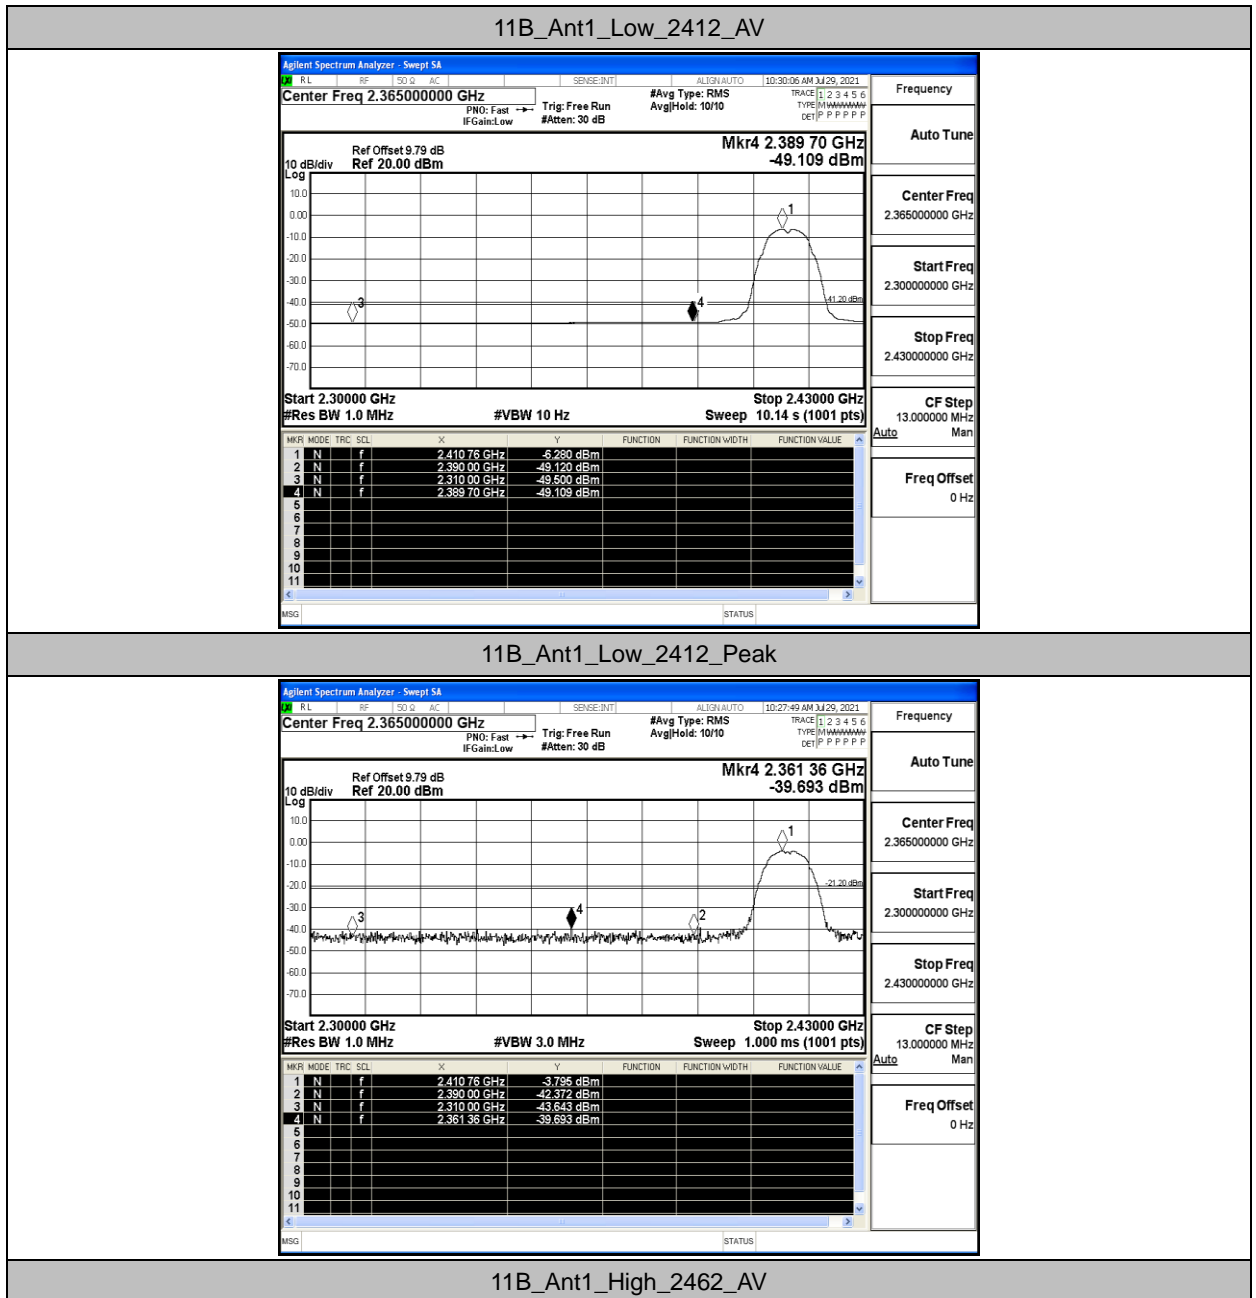 11B_Ant1_Low_2412_AV
Agilent Spectrum Analyzer - Swept SA
LXI RL RF 50 Ω AC SENSE:INT ALIGN AUTO 10:30:06 AM Jul 29, 2021
Center Freq 2.365000000 GHz
PNO: Fast
IFGain:Low
Trig: Free Run
#Atten: 30 dB
#Avg Type: RMS
Avg|Hold: 10/10
TRACE 1 2 3 4 5 6
TYPE MWWWWW
DET P P P P P P
Frequency
Auto Tune
Center Freq
2.365000000 GHz
Start Freq
2.300000000 GHz
Stop Freq
2.430000000 GHz
CF Step
13.000000 MHz
Auto Man
Freq Offset
0 Hz
Mkr4 2.389 70 GHz
-49.109 dBm
Ref Offset 9.79 dB
10 dB/div Ref 20.00 dBm
Log
10.0
0.00
-10.0
-20.0
-30.0
-40.0
-50.0
-60.0
-70.0
1
3
4
-41.20 dBm
Start 2.30000 GHz Stop 2.43000 GHz
#Res BW 1.0 MHz #VBW 10 Hz Sweep 10.14 s (1001 pts)
MKR MODE TRC SCL X Y FUNCTION FUNCTION WIDTH FUNCTION VALUE
1 N f 2.410 76 GHz -6.280 dBm
2 N f 2.390 00 GHz -49.120 dBm
3 N f 2.310 00 GHz -49.500 dBm
4 N f 2.389 70 GHz -49.109 dBm
5
6
7
8
9
10
11
MSG STATUS
11B_Ant1_Low_2412_Peak
Agilent Spectrum Analyzer - Swept SA
LXI RL RF 50 Ω AC SENSE:INT ALIGN AUTO 10:27:49 AM Jul 29, 2021
Center Freq 2.365000000 GHz
PNO: Fast
IFGain:Low
Trig: Free Run
#Atten: 30 dB
#Avg Type: RMS
Avg|Hold: 10/10
TRACE 1 2 3 4 5 6
TYPE MWWWWW
DET P P P P P P
Frequency
Auto Tune
Center Freq
2.365000000 GHz
Start Freq
2.300000000 GHz
Stop Freq
2.430000000 GHz
CF Step
13.000000 MHz
Auto Man
Freq Offset
0 Hz
Mkr4 2.361 36 GHz
-39.693 dBm
Ref Offset 9.79 dB
10 dB/div Ref 20.00 dBm
Log
10.0
0.00
-10.0
-20.0
-30.0
-40.0
-50.0
-60.0
-70.0
1
-21.20 dBm
3
4
2
Start 2.30000 GHz Stop 2.43000 GHz
#Res BW 1.0 MHz #VBW 3.0 MHz Sweep 1.000 ms (1001 pts)
MKR MODE TRC SCL X Y FUNCTION FUNCTION WIDTH FUNCTION VALUE
1 N f 2.410 76 GHz -3.795 dBm
2 N f 2.390 00 GHz -42.372 dBm
3 N f 2.310 00 GHz -43.643 dBm
4 N f 2.361 36 GHz -39.693 dBm
5
6
7
8
9
10
11
MSG STATUS
11B_Ant1_High_2462_AV